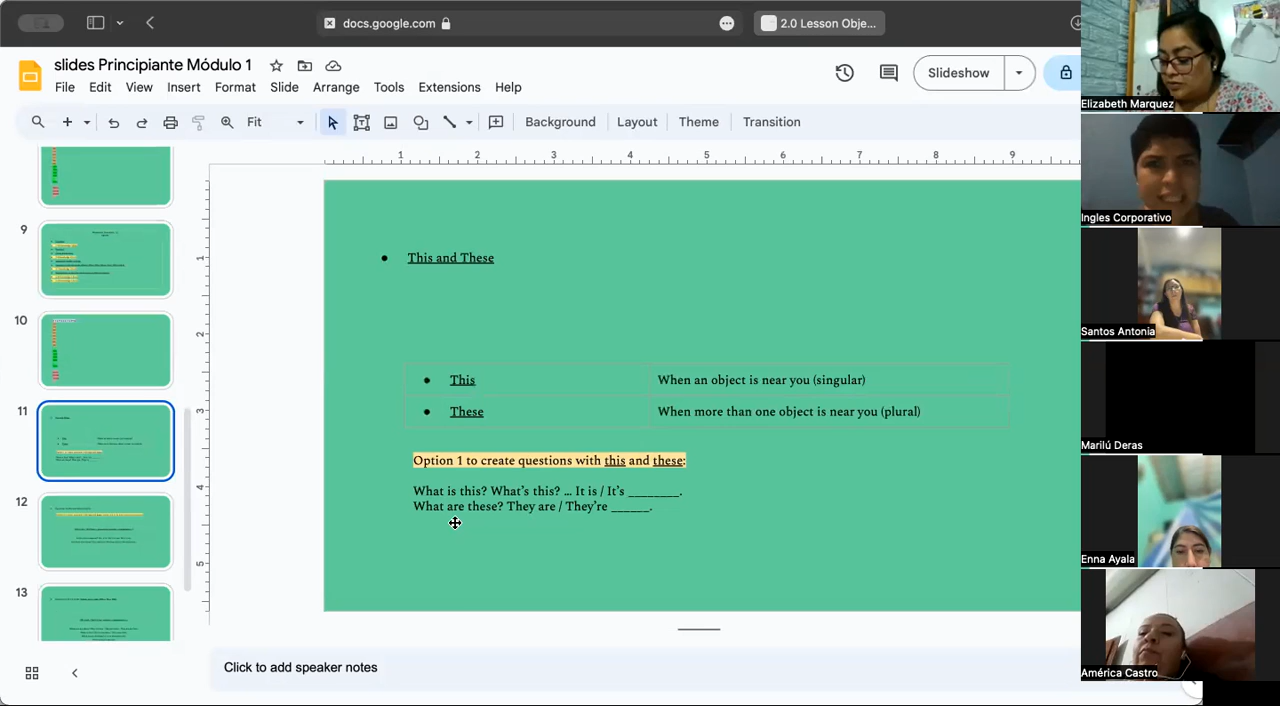 docs.google.com
2.0 Lesson Obje...
slides Principiante Módulo 1
File Edit View Insert Format Slide Arrange Tools Extensions Help
Slideshow
Fit
Background Layout Theme Transition
1 2 3 4 5 6 7 8 9
1
2
3
4
5
9
10
11
12
13
● This and These
● This When an object is near you (singular)
● These When more than one object is near you (plural)
Option 1 to create questions with this and these:
What is this? What's this? ... It is / It's ________.
What are these? They are / They're ______.
Click to add speaker notes
Elizabeth Marquez
Ingles Corporativo
Santos Antonia
Marilú Deras
Enna Ayala
América Castro